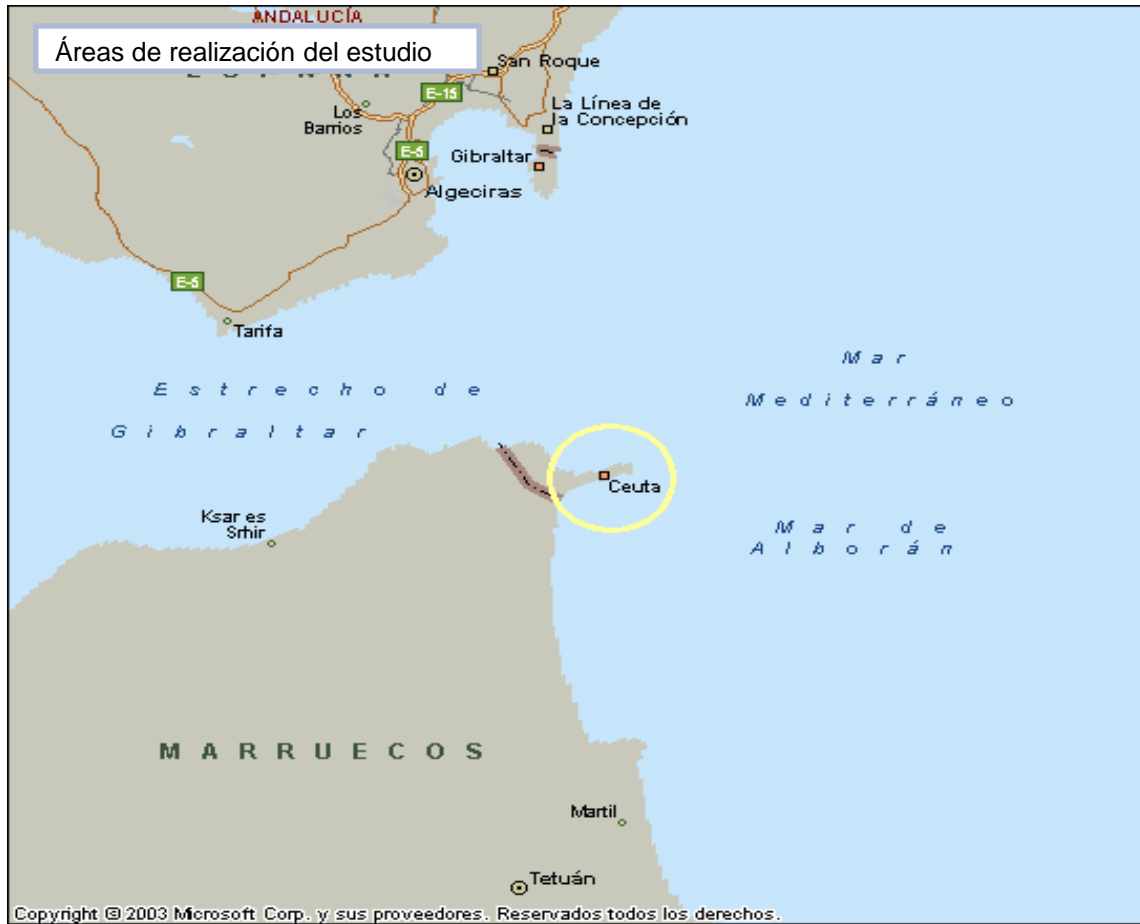 ANDALUCÍA
Áreas de realización del estudio
San Roque
E-15
Los
Barrios
La Línea de
la Concepción
E-5
Gibraltar
Algeciras
E-5
Tarifa
Mar
Mediterráneo
Estrecho de
Gibraltar
Ceuta
Ksar es
Srhir
Mar de
Alborán
MARRUECOS
Martil
Tetuán
Copyright © 2003 Microsoft Corp. y sus proveedores. Reservados todos los derechos.